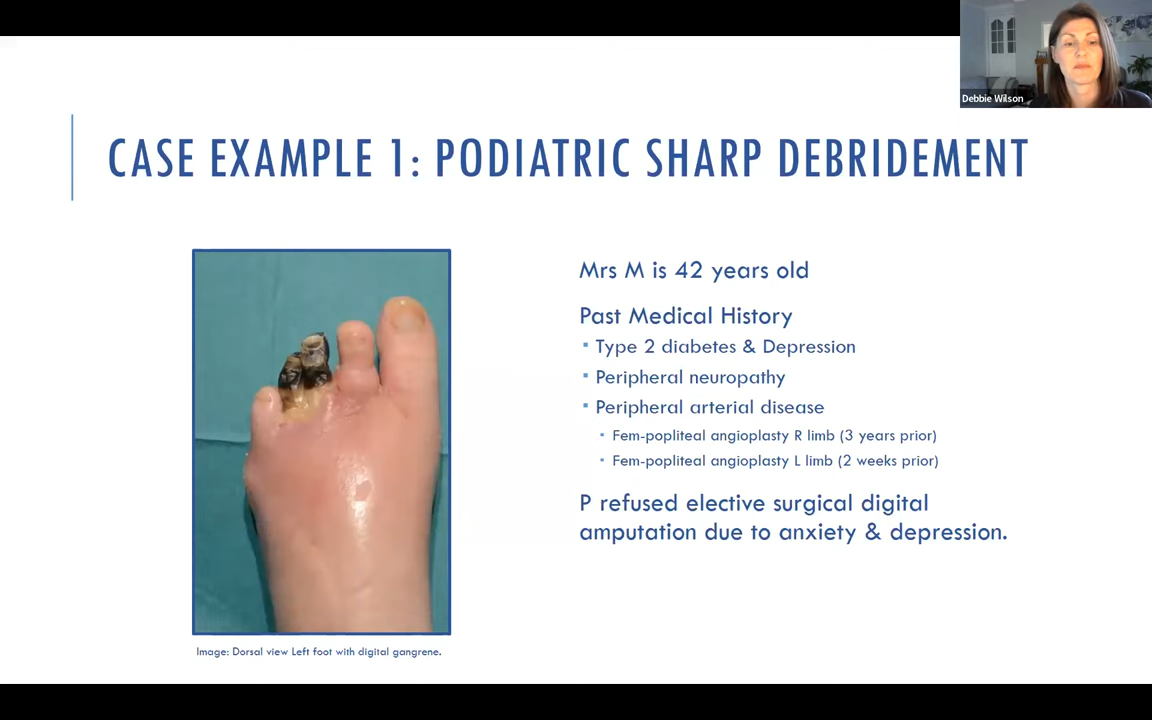 Debbie Wilson
CASE EXAMPLE 1: PODIATRIC SHARP DEBRIDEMENT
Mrs M is 42 years old
Past Medical History
▪ Type 2 diabetes & Depression
▪ Peripheral neuropathy
▪ Peripheral arterial disease
▪ Fem-popliteal angioplasty R limb (3 years prior)
▪ Fem-popliteal angioplasty L limb (2 weeks prior)
P refused elective surgical digital
amputation due to anxiety & depression.
Image: Dorsal view Left foot with digital gangrene.